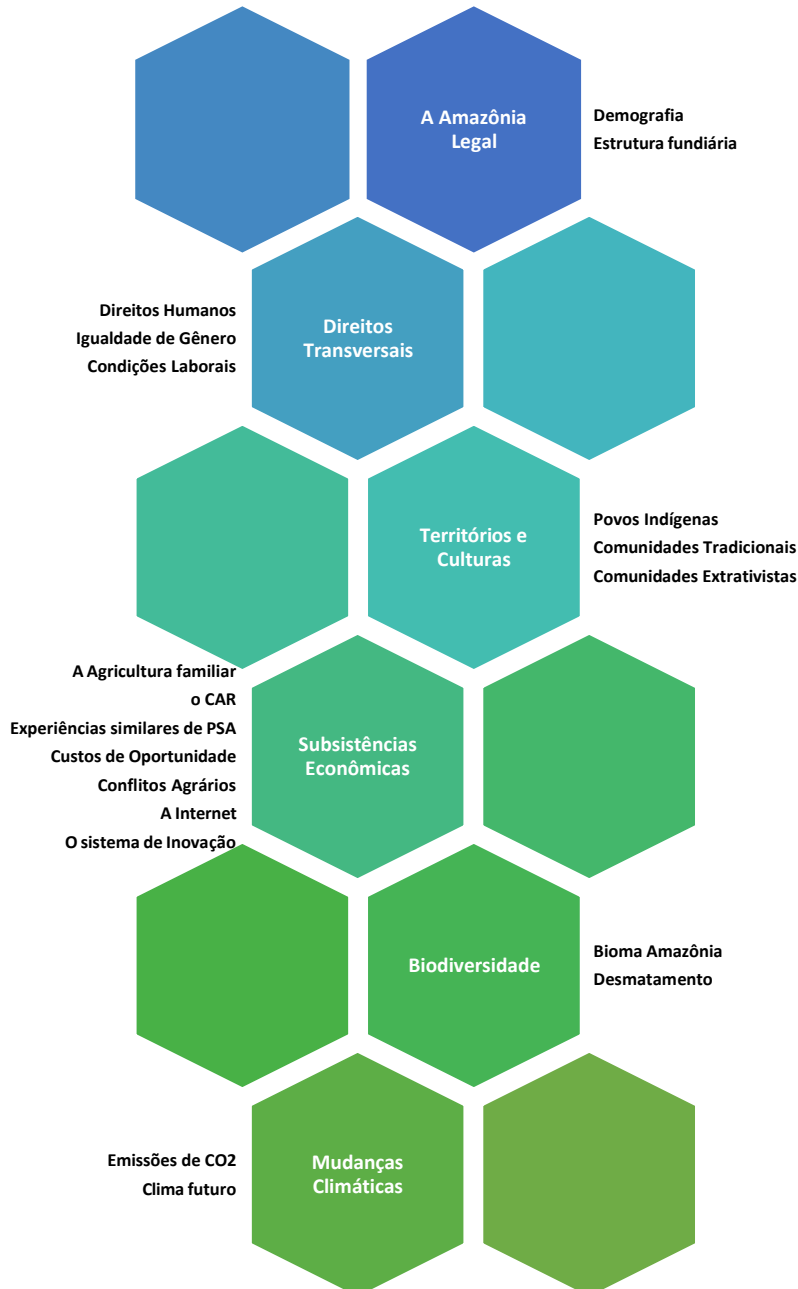 A Amazônia
Legal
Demografia
Estrutura fundiária
Direitos Humanos
Igualdade de Gênero
Condições Laborais
Direitos
Transversais
Territórios e
Culturas
Povos Indígenas
Comunidades Tradicionais
Comunidades Extrativistas
A Agricultura familiar
o CAR
Experiências similares de PSA
Custos de Oportunidade
Conflitos Agrários
A Internet
O sistema de Inovação
Subsistências
Econômicas
Biodiversidade
Bioma Amazônia
Desmatamento
Emissões de CO2
Clima futuro
Mudanças
Climáticas